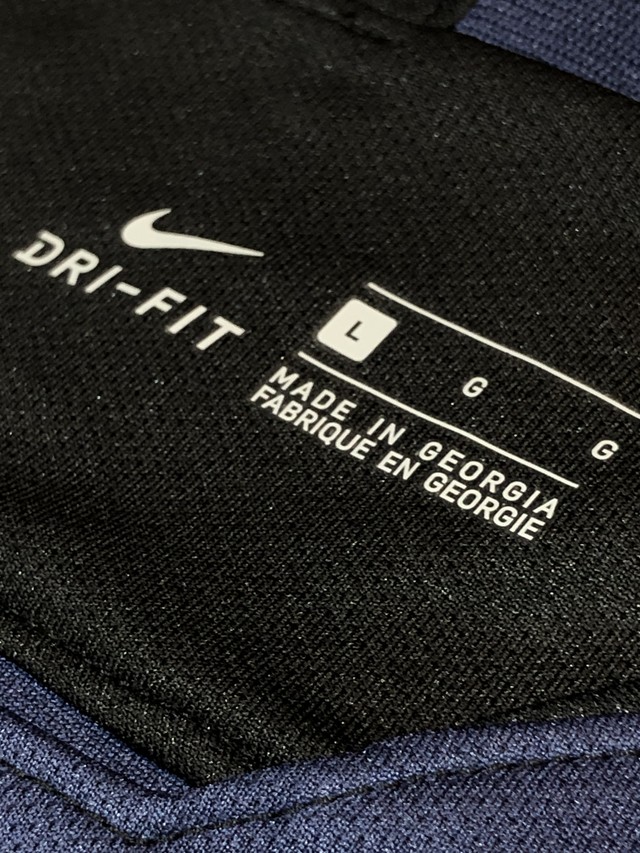 DRI-FIT
L G G
MADE IN GEORGIA
FABRIQUE EN GEORGIE